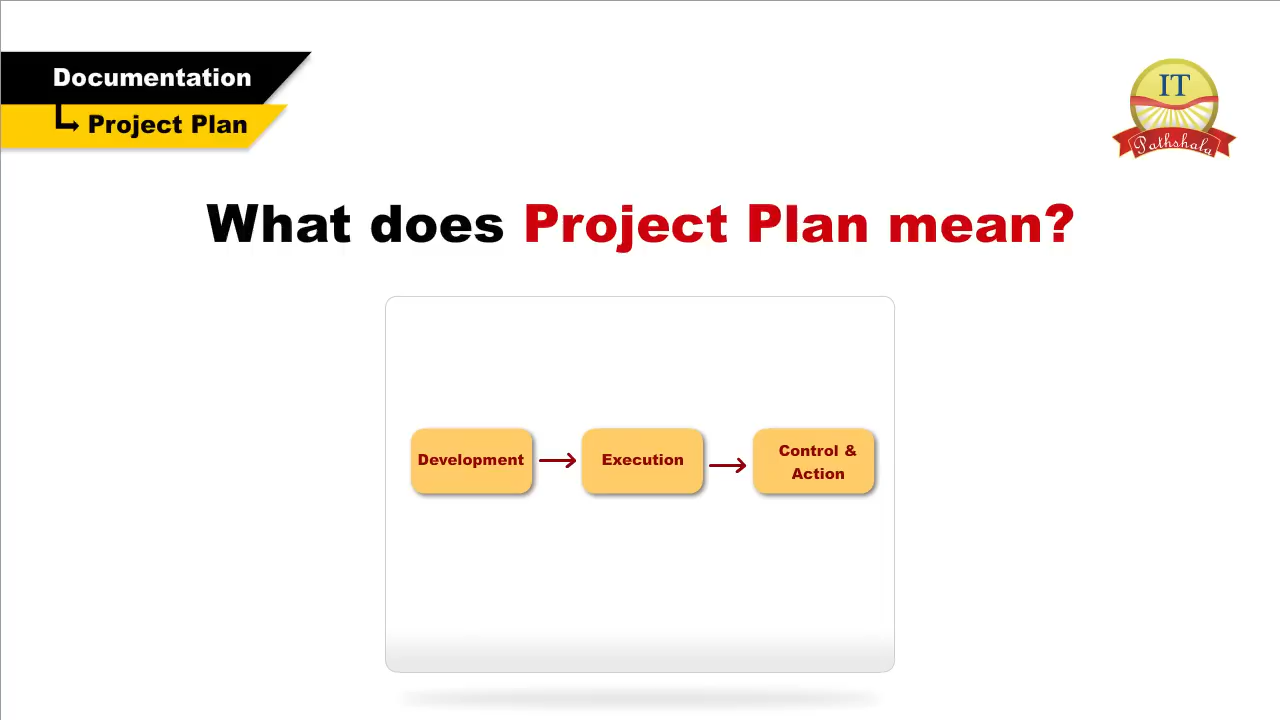 Documentation
Project Plan
IT
Pathshala
What does Project Plan mean?
Development
Execution
Control &
Action